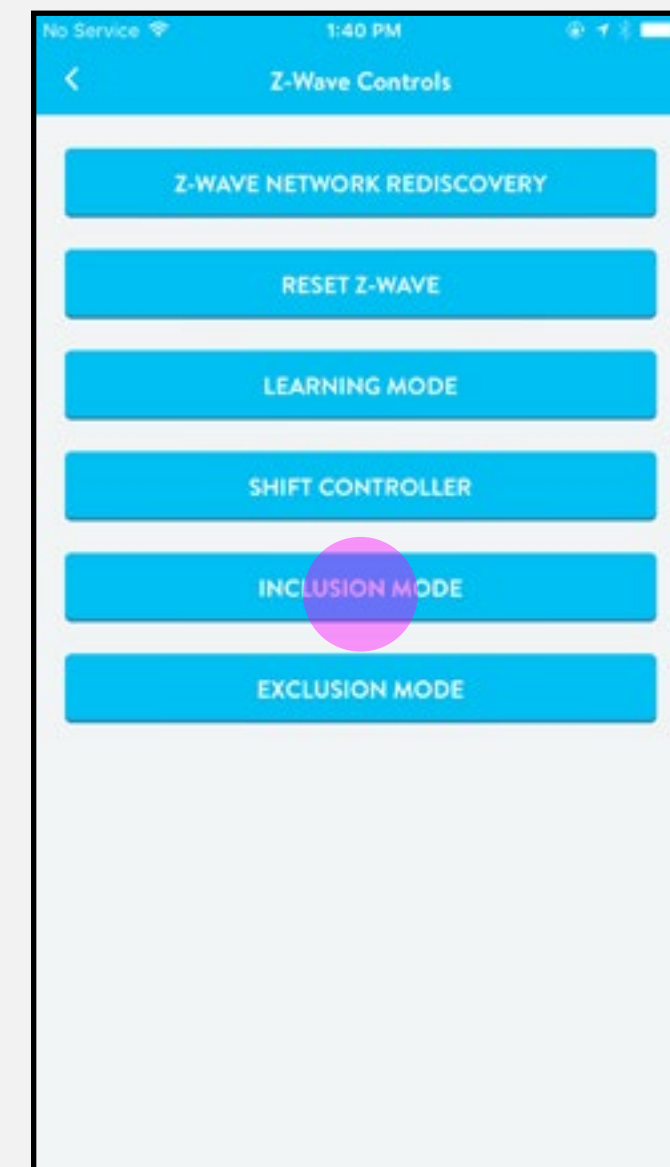 No Service 1:40 PM
Z-Wave Controls
Z-WAVE NETWORK REDISCOVERY
RESET Z-WAVE
LEARNING MODE
SHIFT CONTROLLER
INCLUSION MODE
EXCLUSION MODE